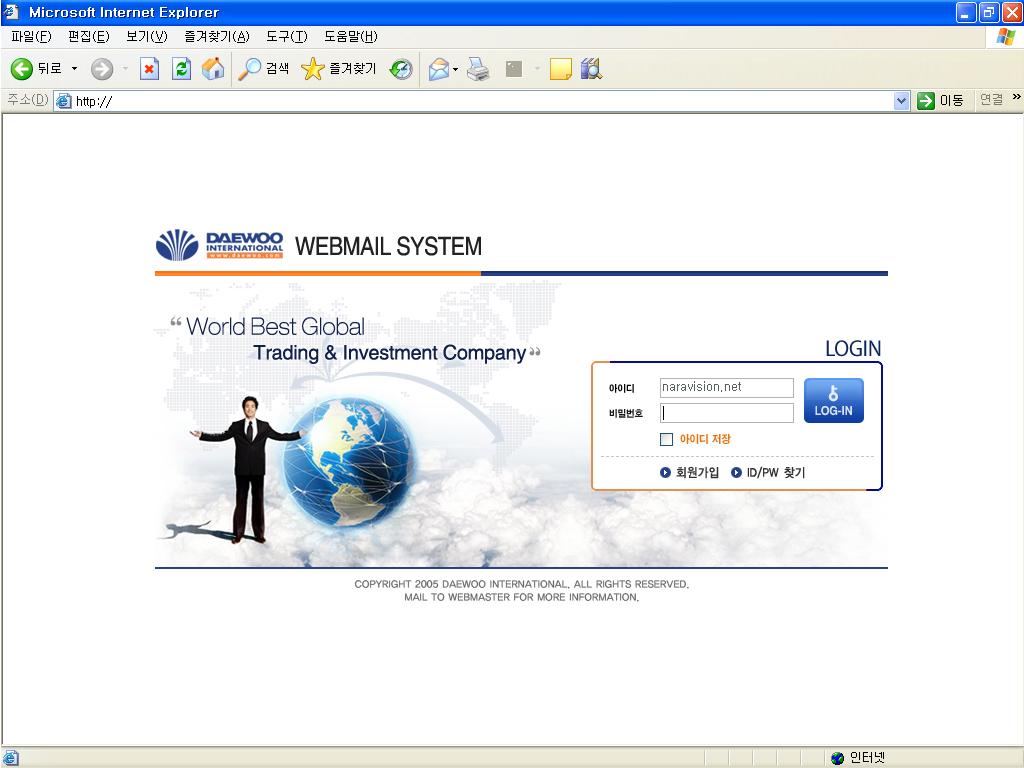 Microsoft Internet Explorer
파일(F) 편집(E) 보기(V) 즐겨찾기(A) 도구(T) 도움말(H)
뒤로 검색 즐겨찾기
주소(D) http:// 이동 연결 »
DAEWOO
INTERNATIONAL
www.daewoo.com
WEBMAIL SYSTEM
“ World Best Global
Trading & Investment Company ”
LOGIN
아이디 naravision.net
비밀번호
LOG-IN
아이디 저장
회원가입 ID/PW 찾기
COPYRIGHT 2005 DAEWOO INTERNATIONAL. ALL RIGHTS RESERVED.
MAIL TO WEBMASTER FOR MORE INFORMATION.
인터넷